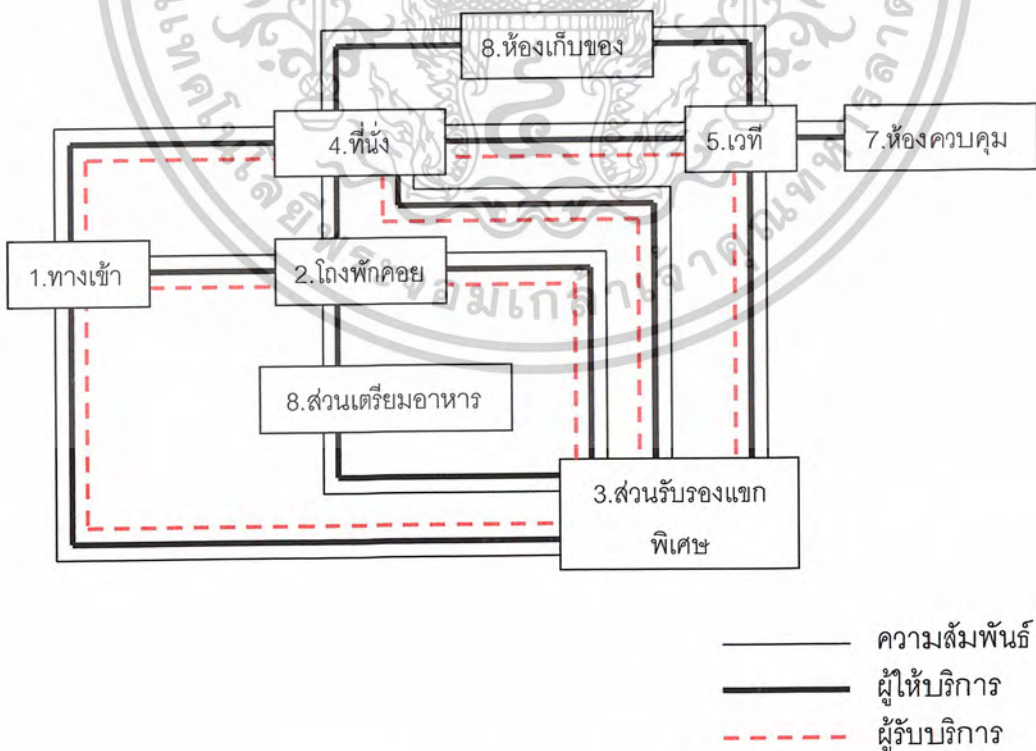 8.ห้องเก็บของ
4.ที่นั่ง
5.เวที
7.ห้องควบคุม
1.ทางเข้า
2.โถงพักคอย
8.ส่วนเตรียมอาหาร
3.ส่วนรับรองแขก
พิเศษ
ความสัมพันธ์
ผู้ให้บริการ
ผู้รับบริการ